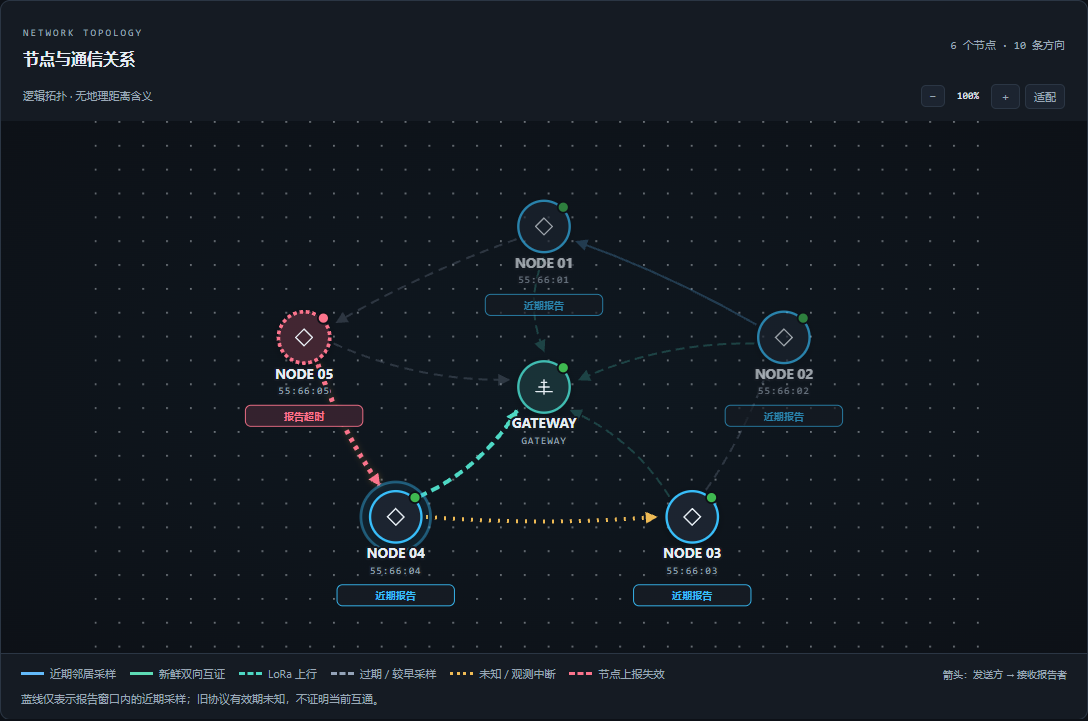 NETWORK TOPOLOGY
节点与通信关系
6 个节点 · 10 条方向
逻辑拓扑 · 无地理距离含义
− 100% + 适配
NODE 01
55:66:01
近期报告
NODE 05
55:66:05
报告超时
NODE 02
55:66:02
近期报告
GATEWAY
GATEWAY
NODE 04
55:66:04
近期报告
NODE 03
55:66:03
近期报告
近期邻居采样 新鲜双向互证 LoRa 上行 过期 / 较早采样 未知 / 观测中断 节点上报失效
箭头：发送方 → 接收报告者
蓝线仅表示报告窗口内的近期采样；旧协议有效期未知，不证明当前互通。